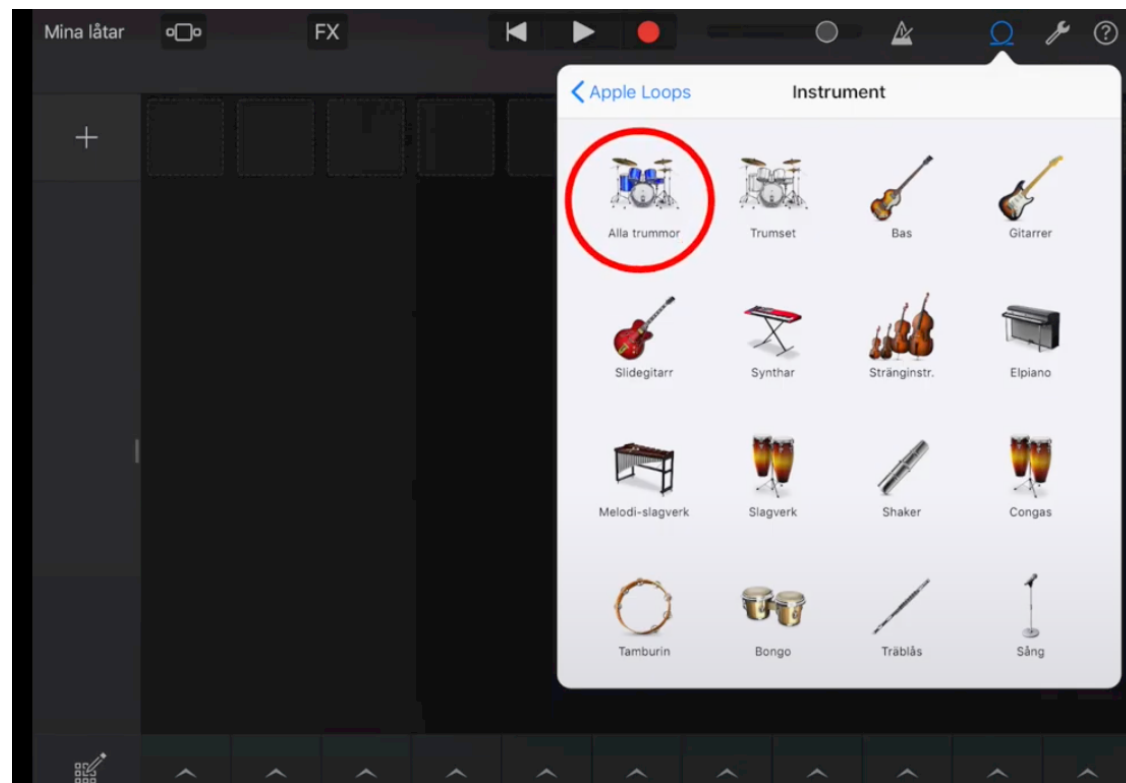 Mina låtar
FX
?
Apple Loops
Instrument
Alla trummor
Trumset
Bas
Gitarrer
Slidegitarr
Synthar
Stränginstr.
Elpiano
Melodi-slagverk
Slagverk
Shaker
Congas
Tamburin
Bongo
Träblås
Sång